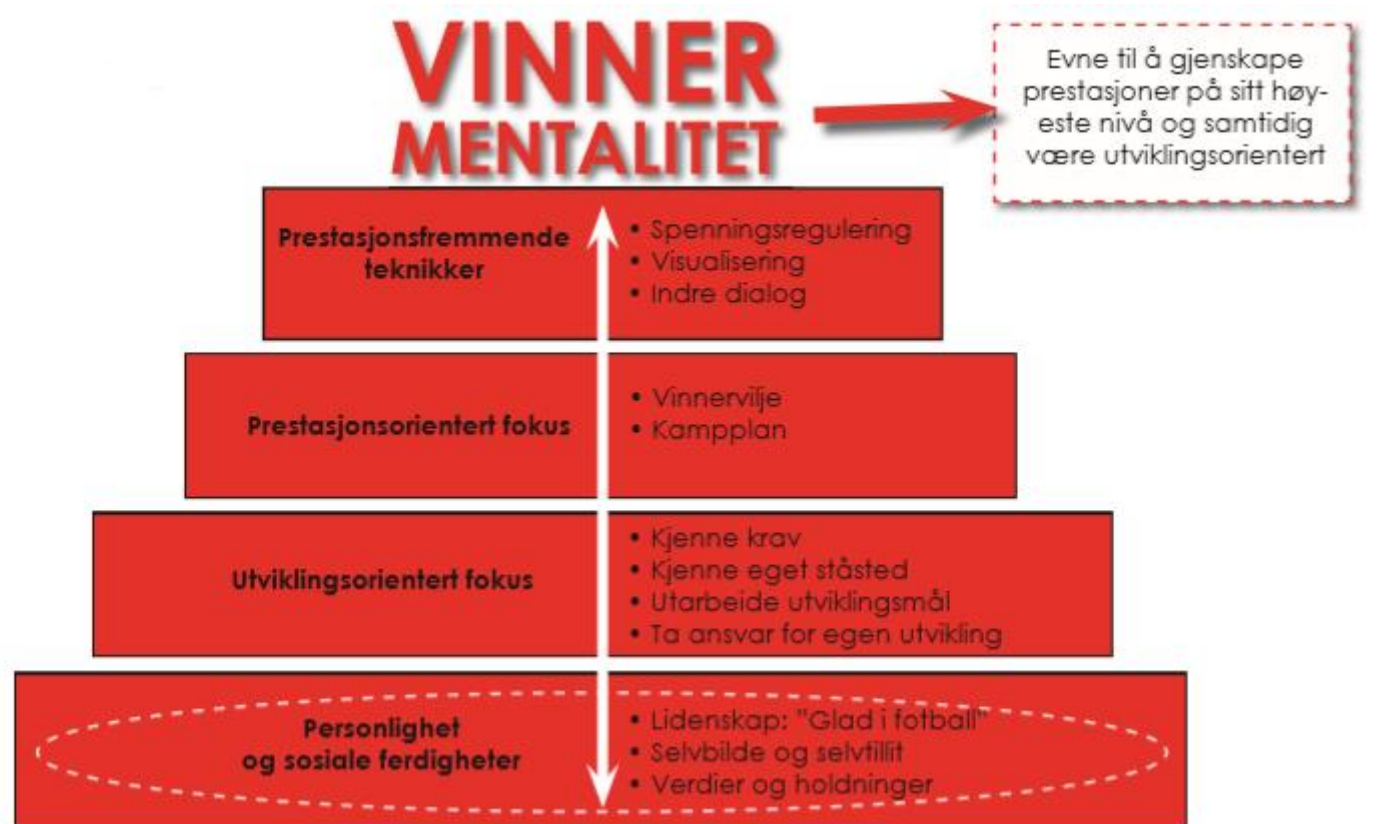 VINNER
MENTALITET
Evne til å gjenskape
prestasjoner på sitt høy-
este nivå og samtidig
være utviklingsorientert
Prestasjonsfremmende
teknikker
• Spenningsregulering
• Visualisering
• Indre dialog
Prestasjonsorientert fokus
• Vinnervilje
• Kampplan
Utviklingsorientert fokus
• Kjenne krav
• Kjenne eget ståsted
• Utarbeide utviklingsmål
• Ta ansvar for egen utvikling
Personlighet
og sosiale ferdigheter
• Lidenskap: "Glad i fotball"
• Selvbilde og selvtillit
• Verdier og holdninger